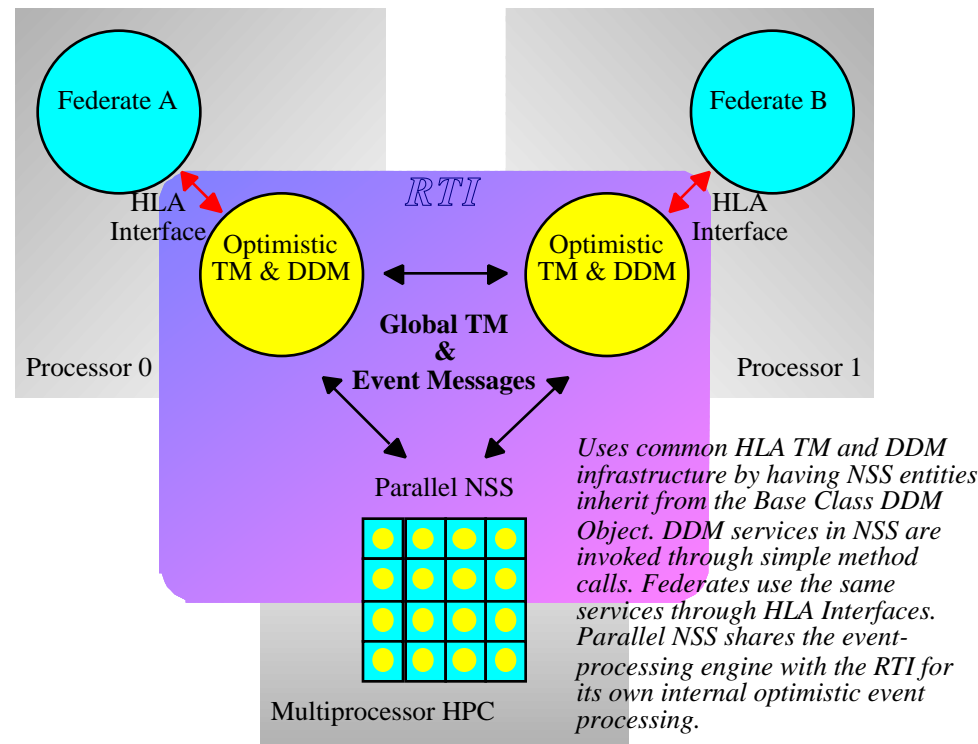 Federate A
Federate B
RTI
HLA
Interface
HLA
Interface
Optimistic
TM & DDM
Optimistic
TM & DDM
Global TM
&
Event Messages
Processor 0
Processor 1
Parallel NSS
Uses common HLA TM and DDM
infrastructure by having NSS entities
inherit from the Base Class DDM
Object. DDM services in NSS are
invoked through simple method
calls. Federates use the same
services through HLA Interfaces.
Parallel NSS shares the event-
processing engine with the RTI for
its own internal optimistic event
processing.
Multiprocessor HPC